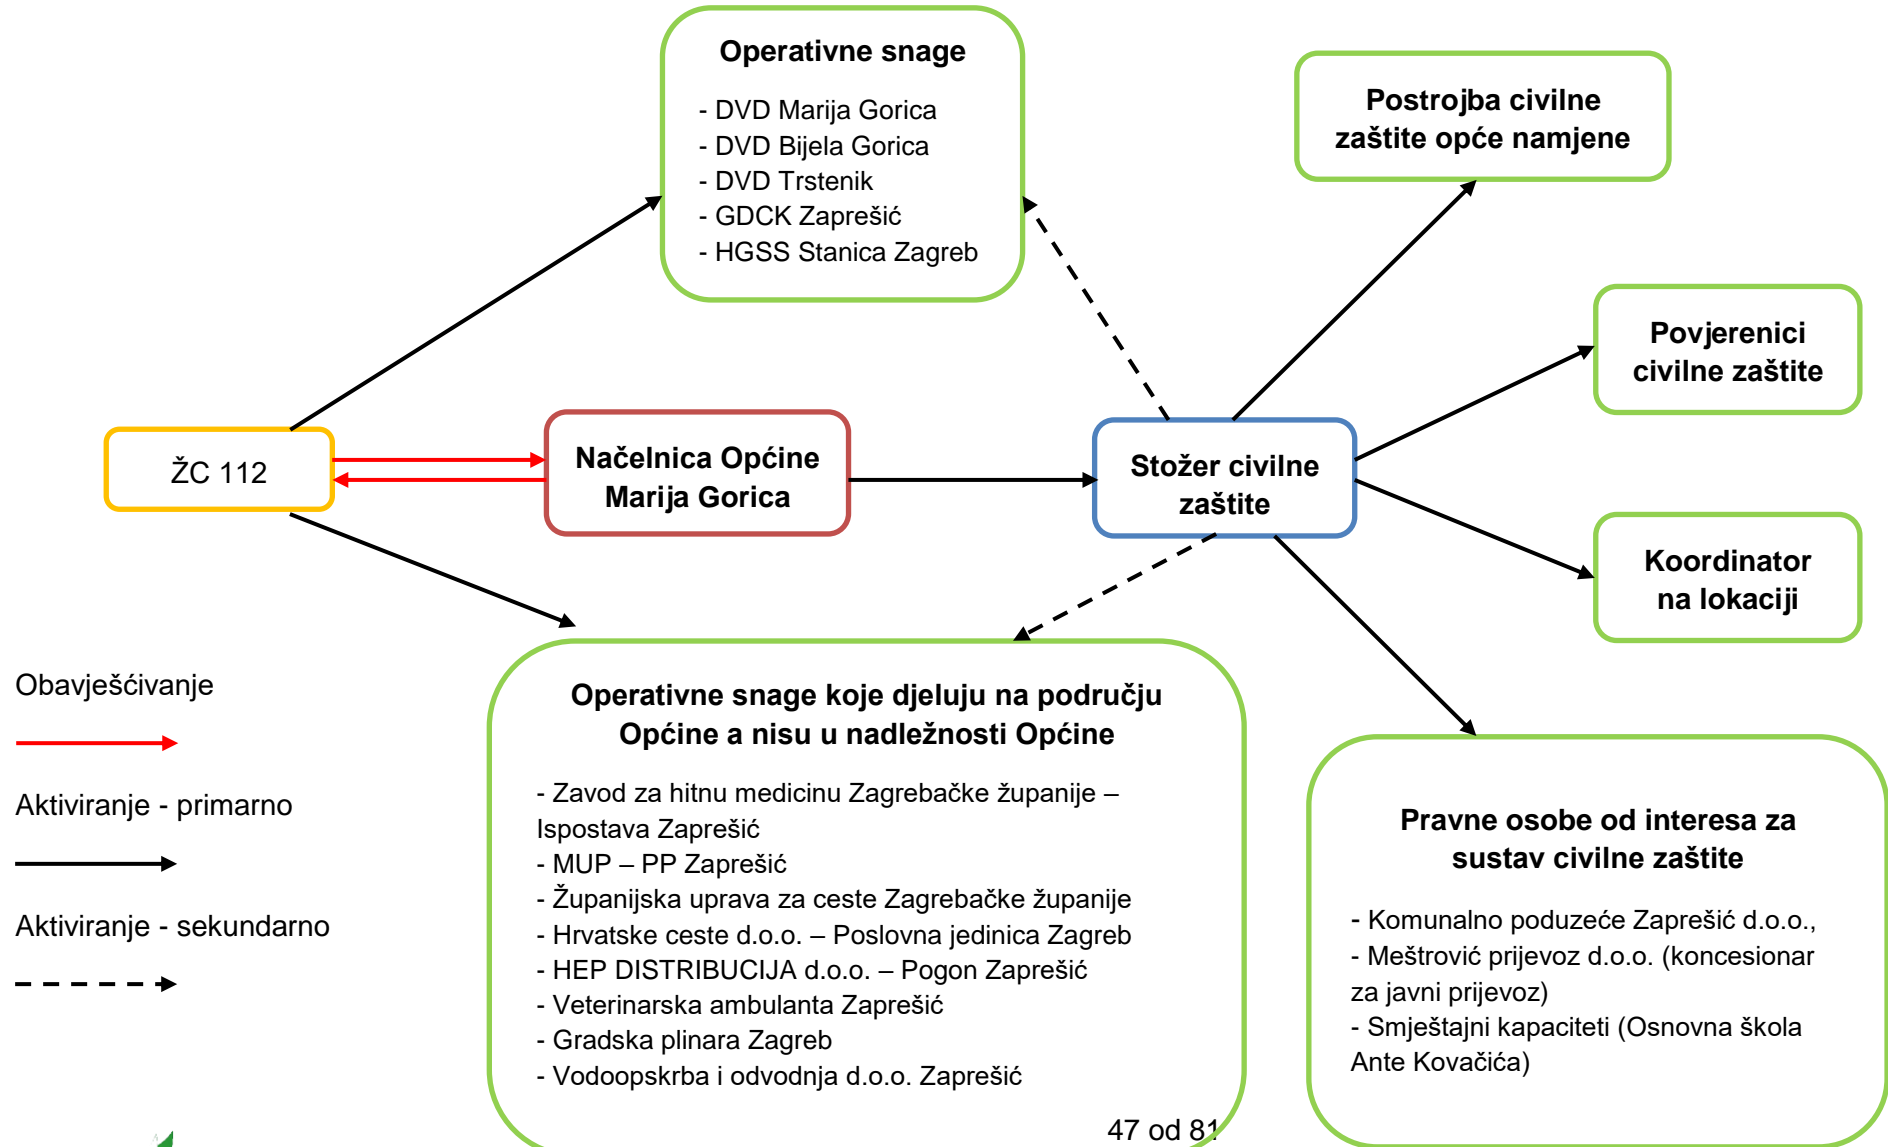 Operativne snage
- DVD Marija Gorica
- DVD Bijela Gorica
- DVD Trstenik
- GDCK Zaprešić
- HGSS Stanica Zagreb
Postrojba civilne
zaštite opće namjene
Povjerenici
civilne zaštite
ŽC 112
Načelnica Općine
Marija Gorica
Stožer civilne
zaštite
Koordinator
na lokaciji
Obavješćivanje
Aktiviranje - primarno
Aktiviranje - sekundarno
Operativne snage koje djeluju na području
Općine a nisu u nadležnosti Općine
- Zavod za hitnu medicinu Zagrebačke županije –
Ispostava Zaprešić
- MUP – PP Zaprešić
- Županijska uprava za ceste Zagrebačke županije
- Hrvatske ceste d.o.o. – Poslovna jedinica Zagreb
- HEP DISTRIBUCIJA d.o.o. – Pogon Zaprešić
- Veterinarska ambulanta Zaprešić
- Gradska plinara Zagreb
- Vodoopskrba i odvodnja d.o.o. Zaprešić
Pravne osobe od interesa za
sustav civilne zaštite
- Komunalno poduzeće Zaprešić d.o.o.,
- Meštrović prijevoz d.o.o. (koncesionar
za javni prijevoz)
- Smještajni kapaciteti (Osnovna škola
Ante Kovačića)
47 od 81